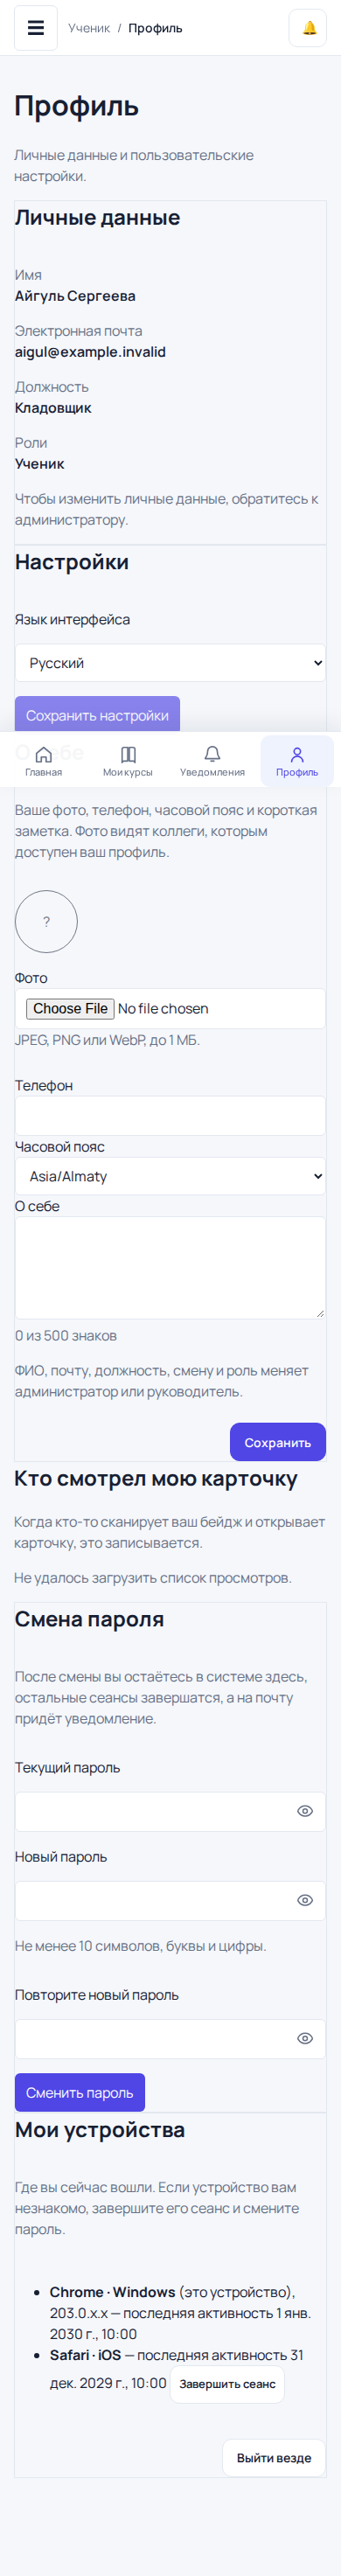 Ученик / Профиль
Профиль
Личные данные и пользовательские
настройки.
Личные данные
Имя
Айгуль Сергеева
Электронная почта
aigul@example.invalid
Должность
Кладовщик
Роли
Ученик
Чтобы изменить личные данные, обратитесь к
администратору.
Настройки
Язык интерфейса
Русский
Сохранить настройки
О себе
Главная
Мои курсы
Уведомления
Профиль
Ваше фото, телефон, часовой пояс и короткая
заметка. Фото видят коллеги, которым
доступен ваш профиль.
?
Фото
Choose File No file chosen
JPEG, PNG или WebP, до 1 МБ.
Телефон
Часовой пояс
Asia/Almaty
О себе
0 из 500 знаков
ФИО, почту, должность, смену и роль меняет
администратор или руководитель.
Сохранить
Кто смотрел мою карточку
Когда кто-то сканирует ваш бейдж и открывает
карточку, это записывается.
Не удалось загрузить список просмотров.
Смена пароля
После смены вы остаётесь в системе здесь,
остальные сеансы завершатся, а на почту
придёт уведомление.
Текущий пароль
Новый пароль
Не менее 10 символов, буквы и цифры.
Повторите новый пароль
Сменить пароль
Мои устройства
Где вы сейчас вошли. Если устройство вам
незнакомо, завершите его сеанс и смените
пароль.
Chrome · Windows (это устройство),
203.0.x.x — последняя активность 1 янв.
2030 г., 10:00
Safari · iOS — последняя активность 31
дек. 2029 г., 10:00 Завершить сеанс
Выйти везде